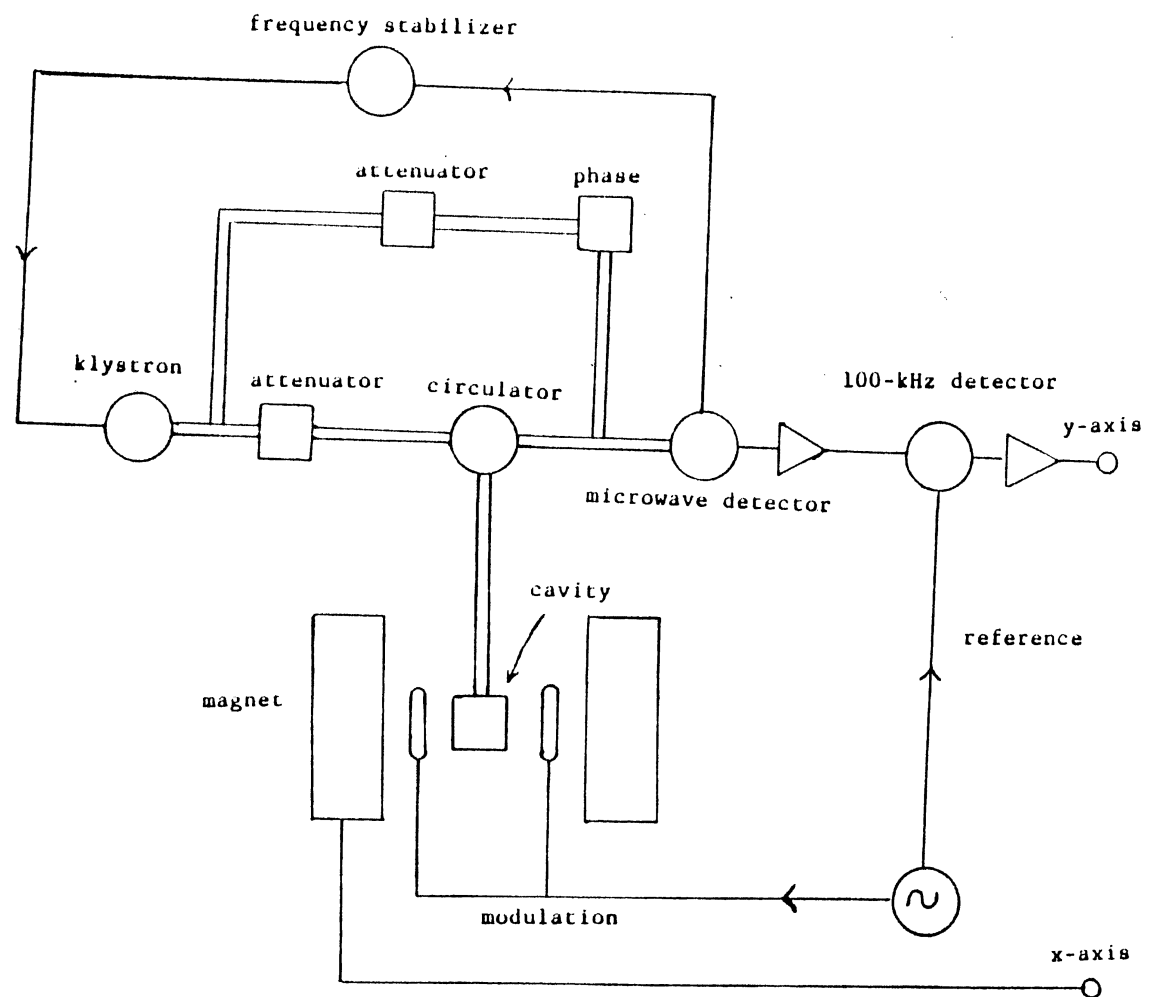 frequency stabilizer
attenuator
phase
klystron
attenuator
circulator
100-kHz detector
y-axis
microwave detector
cavity
reference
magnet
modulation
x-axis